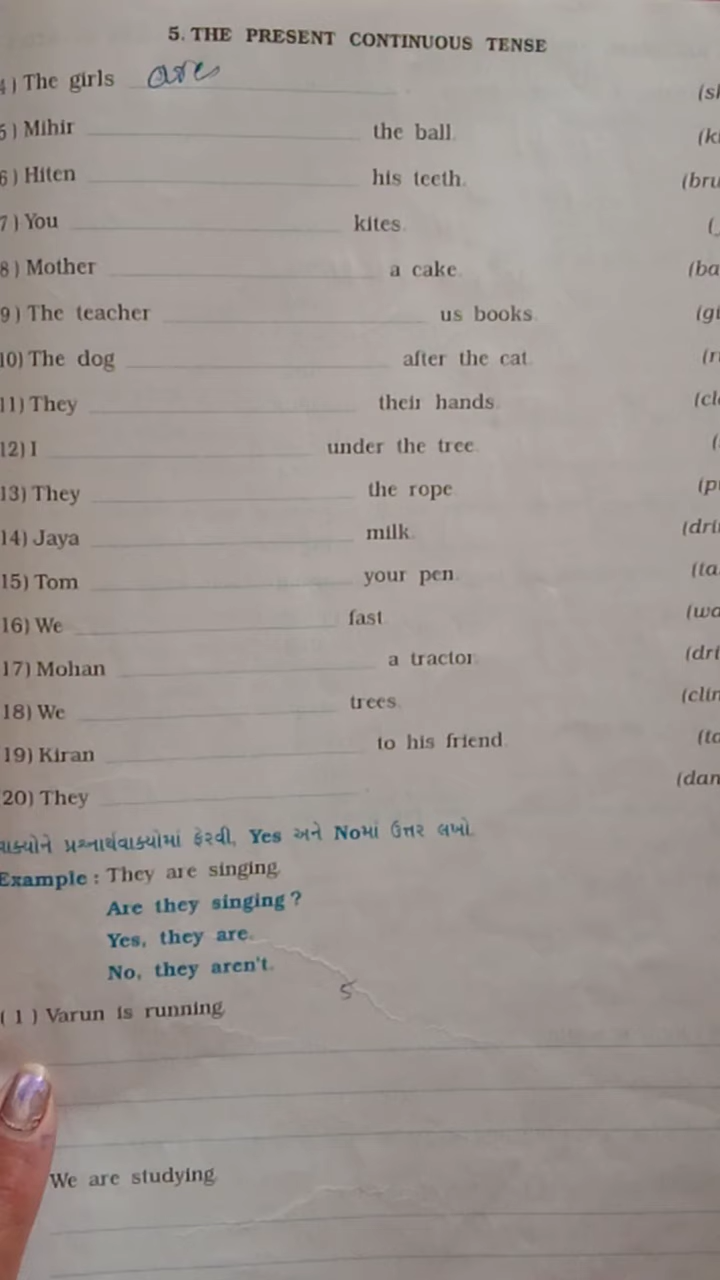 5. THE PRESENT CONTINUOUS TENSE
4) The girls are
5) Mihir the ball.
6) Hiten his teeth.
7) You kites.
8) Mother a cake.
9) The teacher us books.
10) The dog after the cat.
11) They their hands.
12) I under the tree.
13) They the rope.
14) Jaya milk.
15) Tom your pen.
16) We fast.
17) Mohan a tractor.
18) We trees.
19) Kiran to his friend.
20) They
પ્રશ્નાર્થવાક્યોમાં ફેરવી, Yes અને Noમાં ઉત્તર લખો.
Example : They are singing.
Are they singing ?
Yes, they are.
No, they aren't.
5
( 1 ) Varun is running.
We are studying.